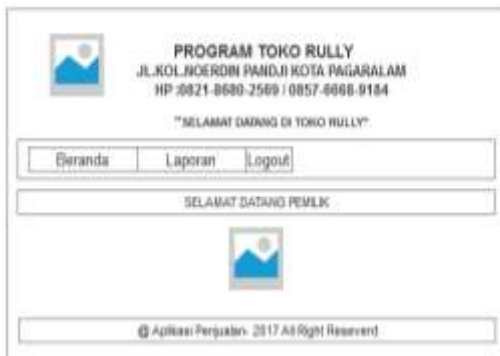 PROGRAM TOKO RULLY
JL.KOL.NOERDIN PANDJI KOTA PAGARALAM
HP :0821-8680-2569 / 0857-6668-9184
"SELAMAT DATANG DI TOKO RULLY"
Beranda Laporan Logout
SELAMAT DATANG PEMILIK
@ Aplikasi Penjualan- 2017 All Right Reseverd